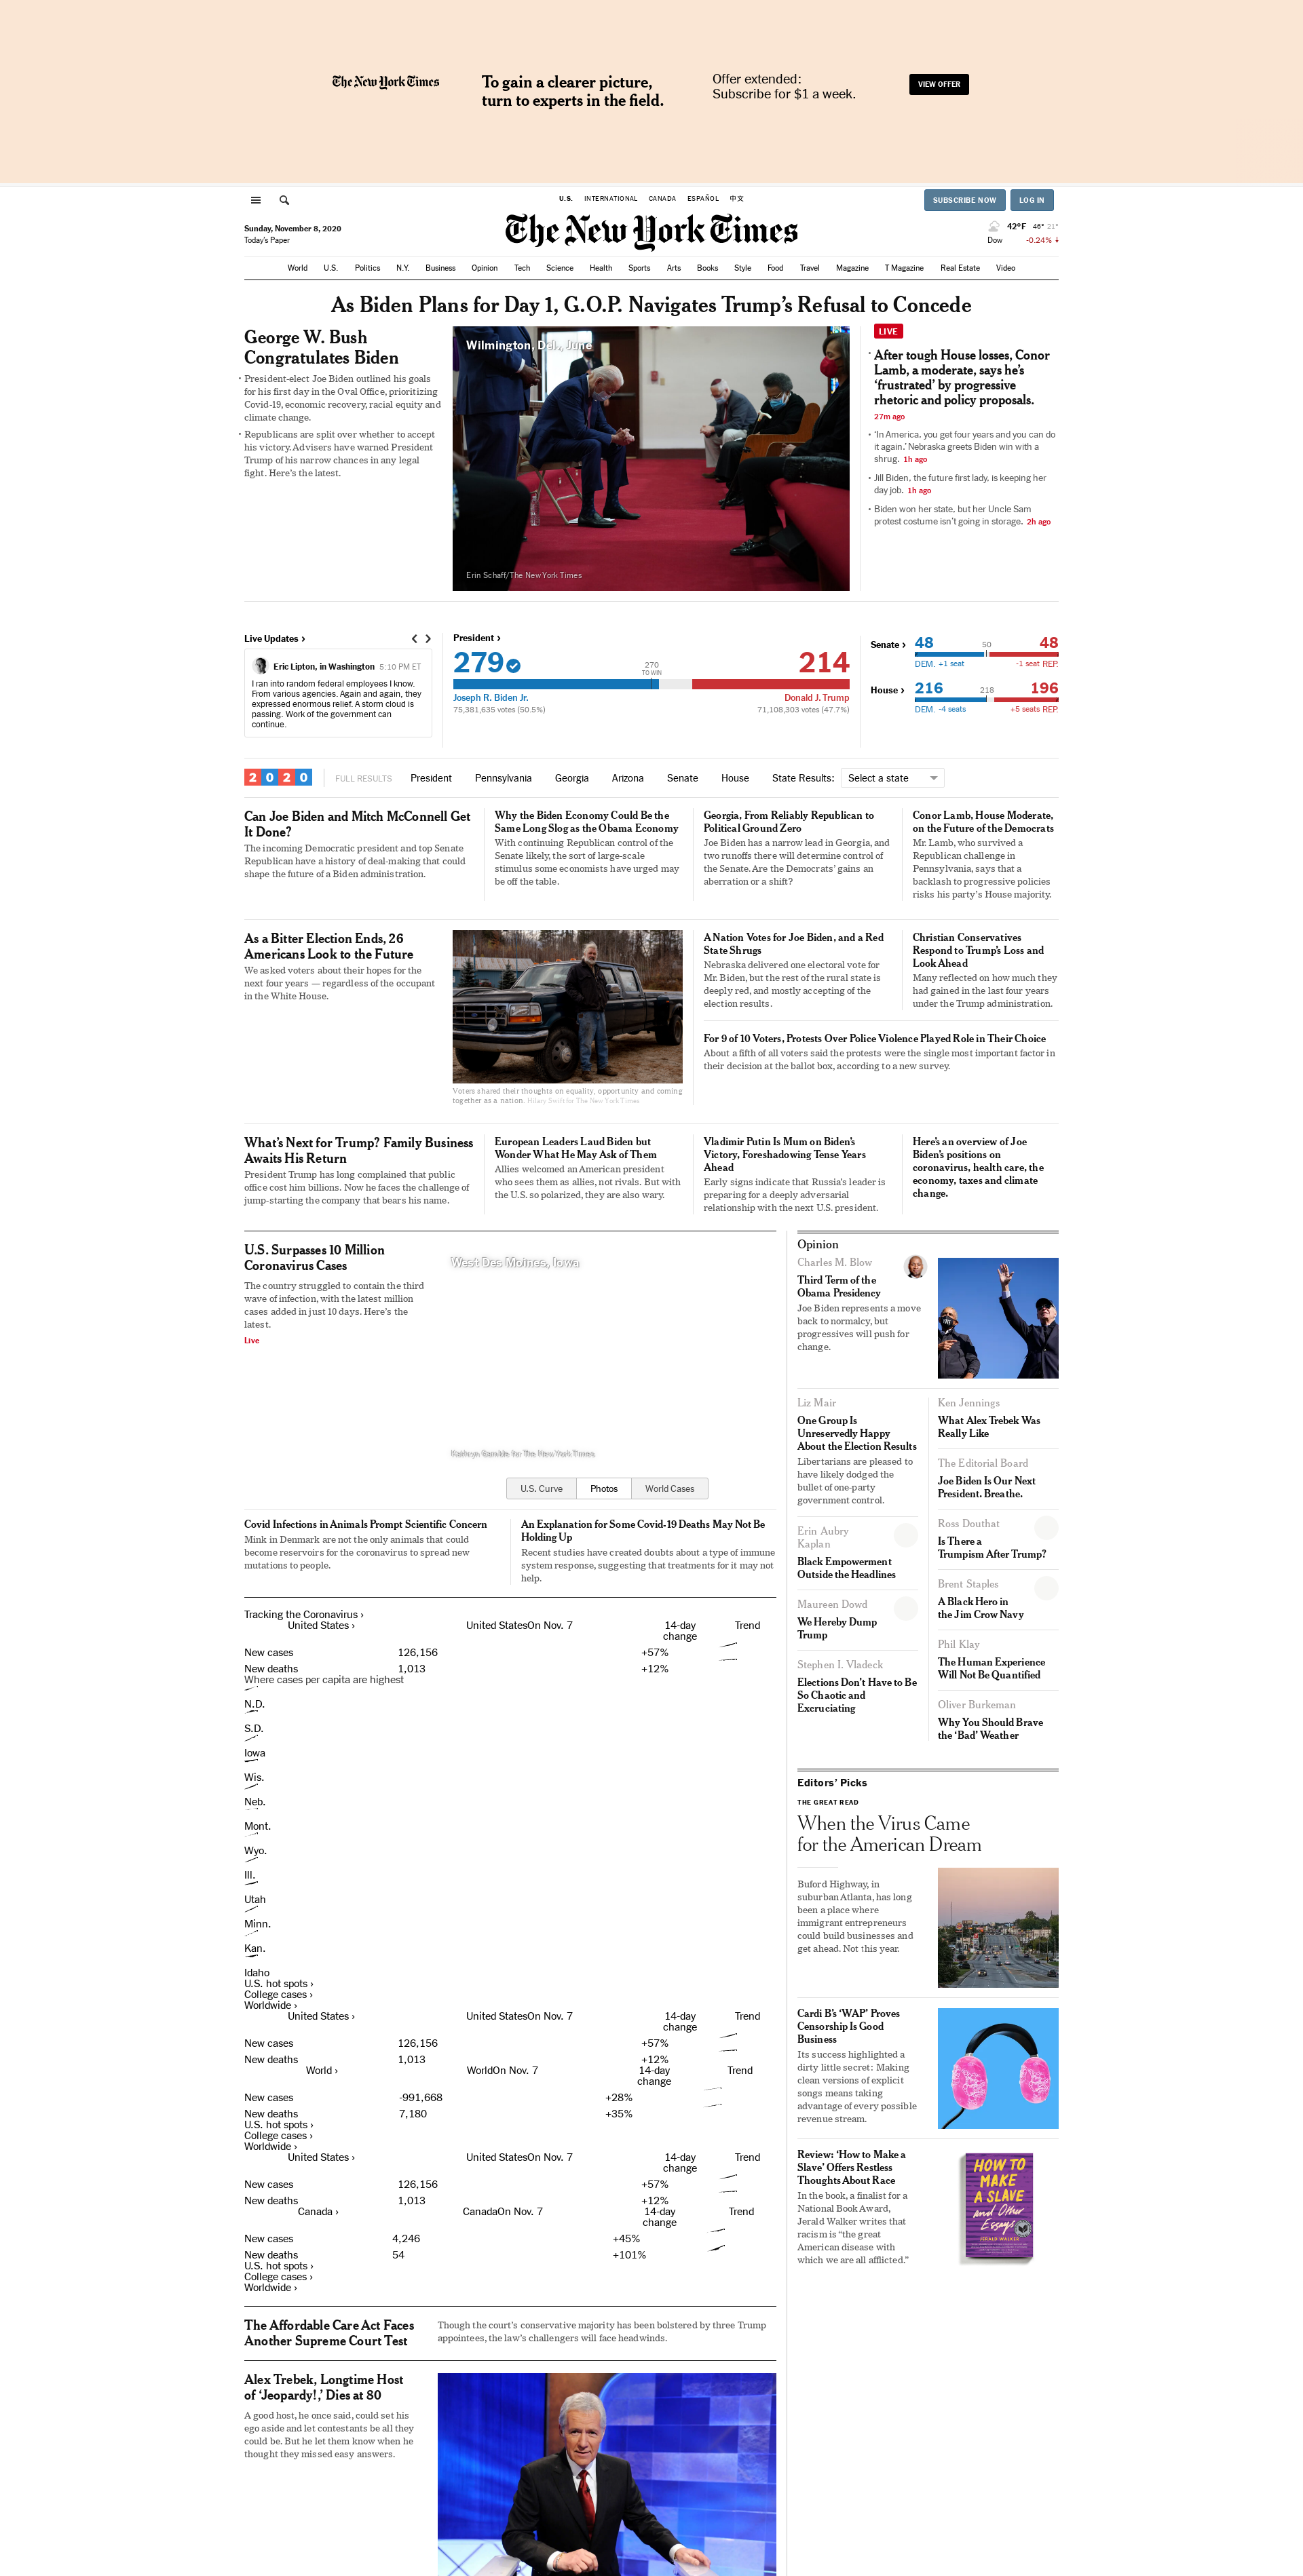 The New York Times
To gain a clearer picture,
turn to experts in the field.
Offer extended:
Subscribe for $1 a week.
VIEW OFFER
U.S. INTERNATIONAL CANADA ESPAÑOL 中文
SUBSCRIBE NOW LOG IN
Sunday, November 8, 2020
Today's Paper
The New York Times
42°F 46° 21°
Dow -0.24% ↓
World U.S. Politics N.Y. Business Opinion Tech Science Health Sports Arts Books Style Food Travel Magazine T Magazine Real Estate Video
As Biden Plans for Day 1, G.O.P. Navigates Trump's Refusal to Concede
George W. Bush
Congratulates Biden
• President-elect Joe Biden outlined his goals
for his first day in the Oval Office, prioritizing
Covid-19, economic recovery, racial equity and
climate change.
• Republicans are split over whether to accept
his victory. Advisers have warned President
Trump of his narrow chances in any legal
fight. Here's the latest.
Wilmington, Del., June
Erin Schaff/The New York Times
LIVE
• After tough House losses, Conor
Lamb, a moderate, says he's
'frustrated' by progressive
rhetoric and policy proposals.
27m ago
• 'In America, you get four years and you can do
it again,' Nebraska greets Biden win with a
shrug. 1h ago
• Jill Biden, the future first lady, is keeping her
day job. 1h ago
• Biden won her state, but her Uncle Sam
protest costume isn't going in storage. 2h ago
Live Updates ›
Eric Lipton, in Washington 5:10 PM ET
I ran into random federal employees I know.
From various agencies. Again and again, they
expressed enormous relief. A storm cloud is
passing. Work of the government can
continue.
President ›
279 270 214
TO WIN
Joseph R. Biden Jr. Donald J. Trump
75,381,635 votes (50.5%) 71,108,303 votes (47.7%)
Senate › 48 50 48
DEM. +1 seat -1 seat REP.
House › 216 218 196
DEM. -4 seats +5 seats REP.
2020 FULL RESULTS President Pennsylvania Georgia Arizona Senate House State Results: Select a state
Can Joe Biden and Mitch McConnell Get
It Done?
The incoming Democratic president and top Senate
Republican have a history of deal-making that could
shape the future of a Biden administration.
Why the Biden Economy Could Be the
Same Long Slog as the Obama Economy
With continuing Republican control of the
Senate likely, the sort of large-scale
stimulus some economists have urged may
be off the table.
Georgia, From Reliably Republican to
Political Ground Zero
Joe Biden has a narrow lead in Georgia, and
two runoffs there will determine control of
the Senate. Are the Democrats' gains an
aberration or a shift?
Conor Lamb, House Moderate,
on the Future of the Democrats
Mr. Lamb, who survived a
Republican challenge in
Pennsylvania, says that a
backlash to progressive policies
risks his party's House majority.
As a Bitter Election Ends, 26
Americans Look to the Future
We asked voters about their hopes for the
next four years — regardless of the occupant
in the White House.
Voters shared their thoughts on equality, opportunity and coming
together as a nation. Hilary Swift for The New York Times
A Nation Votes for Joe Biden, and a Red
State Shrugs
Nebraska delivered one electoral vote for
Mr. Biden, but the rest of the rural state is
deeply red, and mostly accepting of the
election results.
Christian Conservatives
Respond to Trump's Loss and
Look Ahead
Many reflected on how much they
had gained in the last four years
under the Trump administration.
For 9 of 10 Voters, Protests Over Police Violence Played Role in Their Choice
About a fifth of all voters said the protests were the single most important factor in
their decision at the ballot box, according to a new survey.
What's Next for Trump? Family Business
Awaits His Return
President Trump has long complained that public
office cost him billions. Now he faces the challenge of
jump-starting the company that bears his name.
European Leaders Laud Biden but
Wonder What He May Ask of Them
Allies welcomed an American president
who sees them as allies, not rivals. But with
the U.S. so polarized, they are also wary.
Vladimir Putin Is Mum on Biden's
Victory, Foreshadowing Tense Years
Ahead
Early signs indicate that Russia's leader is
preparing for a deeply adversarial
relationship with the next U.S. president.
Here's an overview of Joe
Biden's positions on
coronavirus, health care, the
economy, taxes and climate
change.
U.S. Surpasses 10 Million
Coronavirus Cases
The country struggled to contain the third
wave of infection, with the latest million
cases added in just 10 days. Here's the
latest.
Live
West Des Moines, Iowa
Kathryn Gamble for The New York Times
U.S. Curve Photos World Cases
Covid Infections in Animals Prompt Scientific Concern
Mink in Denmark are not the only animals that could
become reservoirs for the coronavirus to spread new
mutations to people.
An Explanation for Some Covid-19 Deaths May Not Be
Holding Up
Recent studies have created doubts about a type of immune
system response, suggesting that treatments for it may not
help.
Tracking the Coronavirus ›
United States › United StatesOn Nov. 7 14-day Trend
change
New cases 126,156 +57%
New deaths 1,013 +12%
Where cases per capita are highest
N.D.
S.D.
Iowa
Wis.
Neb.
Mont.
Wyo.
Ill.
Utah
Minn.
Kan.
Idaho
U.S. hot spots ›
College cases ›
Worldwide ›
United States › United StatesOn Nov. 7 14-day Trend
change
New cases 126,156 +57%
New deaths 1,013 +12%
World › WorldOn Nov. 7 14-day Trend
change
New cases -991,668 +28%
New deaths 7,180 +35%
U.S. hot spots ›
College cases ›
Worldwide ›
United States › United StatesOn Nov. 7 14-day Trend
change
New cases 126,156 +57%
New deaths 1,013 +12%
Canada › CanadaOn Nov. 7 14-day Trend
change
New cases 4,246 +45%
New deaths 54 +101%
U.S. hot spots ›
College cases ›
Worldwide ›
The Affordable Care Act Faces
Another Supreme Court Test
Though the court's conservative majority has been bolstered by three Trump
appointees, the law's challengers will face headwinds.
Alex Trebek, Longtime Host
of 'Jeopardy!,' Dies at 80
A good host, he once said, could set his
ego aside and let contestants be all they
could be. But he let them know when he
thought they missed easy answers.
Opinion
Charles M. Blow
Third Term of the
Obama Presidency
Joe Biden represents a move
back to normalcy, but
progressives will push for
change.
Liz Mair
One Group Is
Unreservedly Happy
About the Election Results
Libertarians are pleased to
have likely dodged the
bullet of one-party
government control.
Erin Aubry
Kaplan
Black Empowerment
Outside the Headlines
Maureen Dowd
We Hereby Dump
Trump
Stephen I. Vladeck
Elections Don't Have to Be
So Chaotic and
Excruciating
Ken Jennings
What Alex Trebek Was
Really Like
The Editorial Board
Joe Biden Is Our Next
President. Breathe.
Ross Douthat
Is There a
Trumpism After Trump?
Brent Staples
A Black Hero in
the Jim Crow Navy
Phil Klay
The Human Experience
Will Not Be Quantified
Oliver Burkeman
Why You Should Brave
the 'Bad' Weather
Editors' Picks
THE GREAT READ
When the Virus Came
for the American Dream
Buford Highway, in
suburban Atlanta, has long
been a place where
immigrant entrepreneurs
could build businesses and
get ahead. Not this year.
Cardi B's 'WAP' Proves
Censorship Is Good
Business
Its success highlighted a
dirty little secret: Making
clean versions of explicit
songs means taking
advantage of every possible
revenue stream.
Review: 'How to Make a
Slave' Offers Restless
Thoughts About Race
In the book, a finalist for a
National Book Award,
Jerald Walker writes that
racism is "the great
American disease with
which we are all afflicted."
HOW TO
MAKE
A SLAVE
and Other
Essays
JERALD WALKER